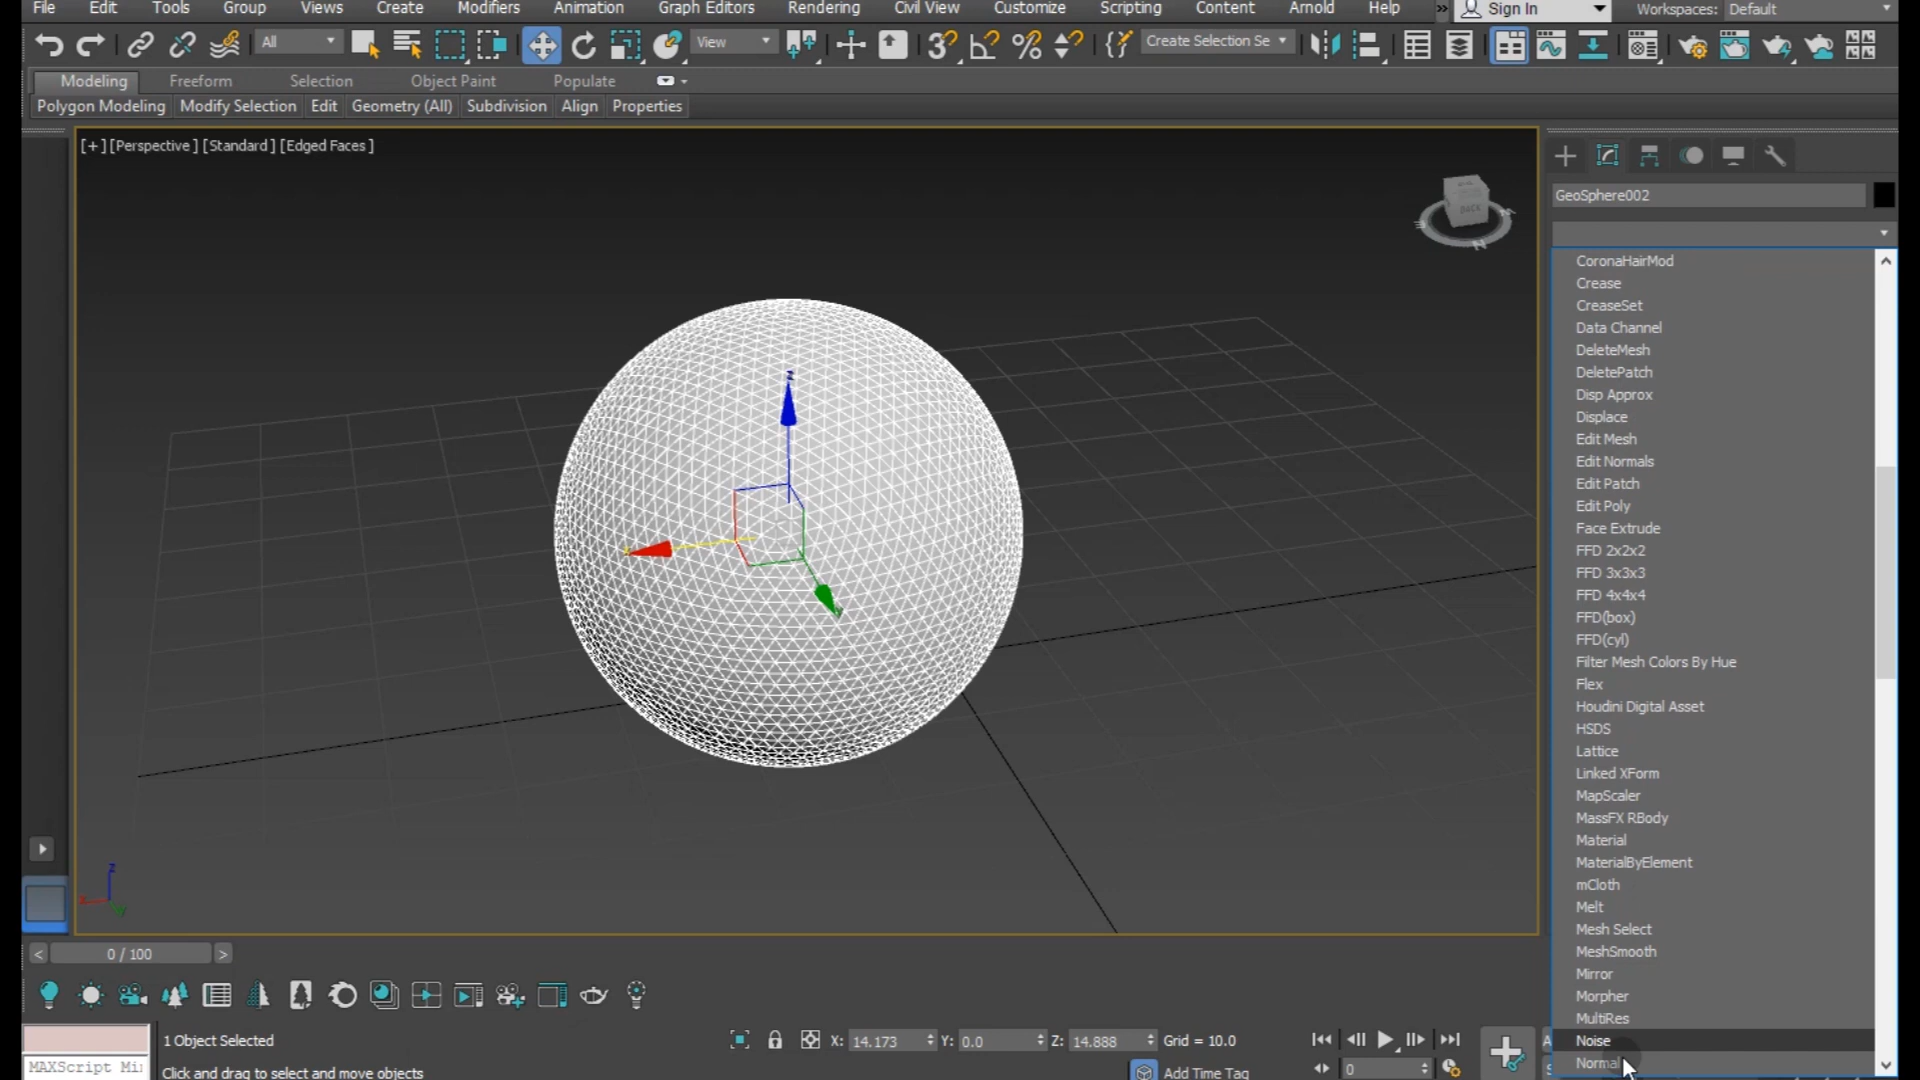 File Edit Tools Group Views Create Modifiers Animation Graph Editors Rendering Civil View Customize Scripting Content Arnold Help » Sign In Workspaces: Default
All View Create Selection Se
Modeling Freeform Selection Object Paint Populate
Polygon Modeling Modify Selection Edit Geometry (All) Subdivision Align Properties
[+] [Perspective ] [Standard ] [Edged Faces ]
GeoSphere002
CoronaHairMod
Crease
CreaseSet
Data Channel
DeleteMesh
DeletePatch
Disp Approx
Displace
Edit Mesh
Edit Normals
Edit Patch
Edit Poly
Face Extrude
FFD 2x2x2
FFD 3x3x3
FFD 4x4x4
FFD(box)
FFD(cyl)
Filter Mesh Colors By Hue
Flex
Houdini Digital Asset
HSDS
Lattice
Linked XForm
MapScaler
MassFX RBody
Material
MaterialByElement
mCloth
Melt
Mesh Select
MeshSmooth
Mirror
Morpher
MultiRes
Noise
Normal
z
z
< 0 / 100 >
1 Object Selected X: 14.173 Y: 0.0 Z: 14.888 Grid = 10.0
MAXScript Mi Click and drag to select and move objects Add Time Tag 0